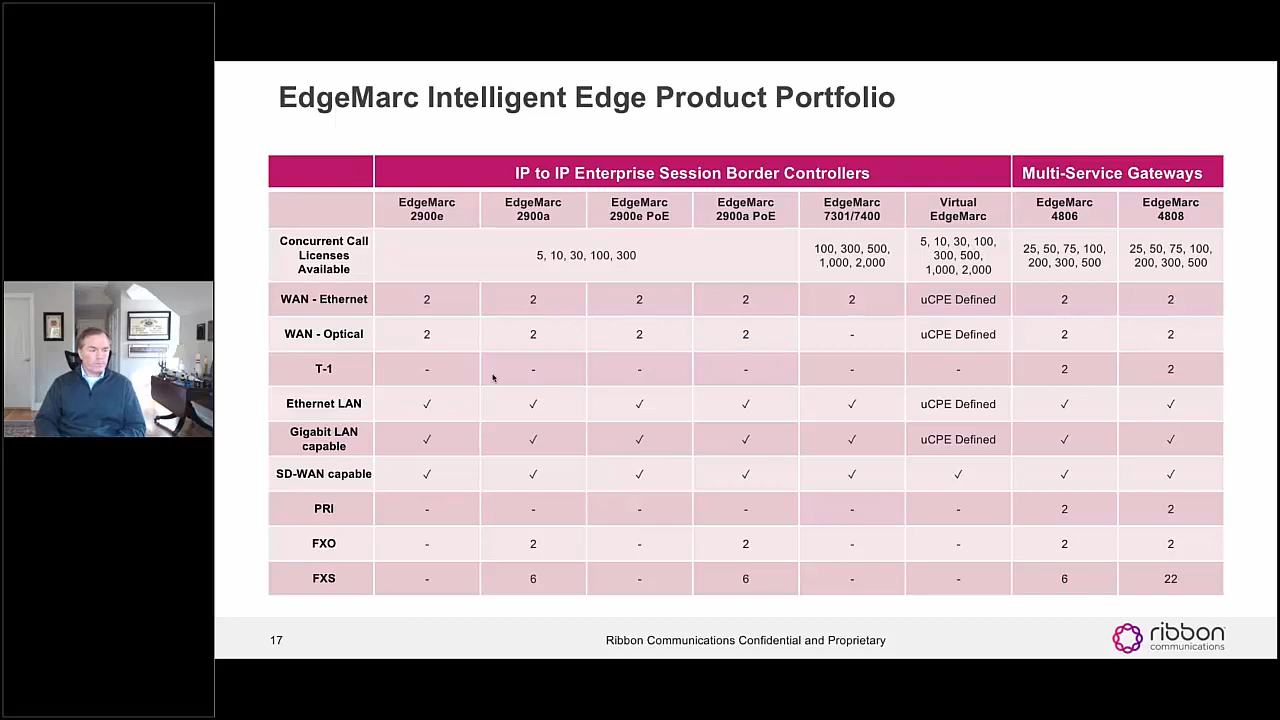 EdgeMarc Intelligent Edge Product Portfolio
IP to IP Enterprise Session Border Controllers
Multi-Service Gateways
EdgeMarc
2900e
EdgeMarc
2900a
EdgeMarc
2900e PoE
EdgeMarc
2900a PoE
EdgeMarc
7301/7400
Virtual
EdgeMarc
EdgeMarc
4806
EdgeMarc
4808
Concurrent Call
Licenses
Available
5, 10, 30, 100, 300
100, 300, 500,
1,000, 2,000
5, 10, 30, 100,
300, 500,
1,000, 2,000
25, 50, 75, 100,
200, 300, 500
25, 50, 75, 100,
200, 300, 500
WAN - Ethernet 2 2 2 2 2 uCPE Defined 2 2
WAN - Optical 2 2 2 2 - uCPE Defined 2 2
T-1 - - - - - - 2 2
Ethernet LAN ✓ ✓ ✓ ✓ ✓ uCPE Defined ✓ ✓
Gigabit LAN
capable
✓ ✓ ✓ ✓ ✓ uCPE Defined ✓ ✓
SD-WAN capable ✓ ✓ ✓ ✓ ✓ ✓ ✓ ✓
PRI - - - - - - 2 2
FXO - 2 - 2 - - 2 2
FXS - 6 - 6 - - 6 22
17
Ribbon Communications Confidential and Proprietary
ribbon
communications